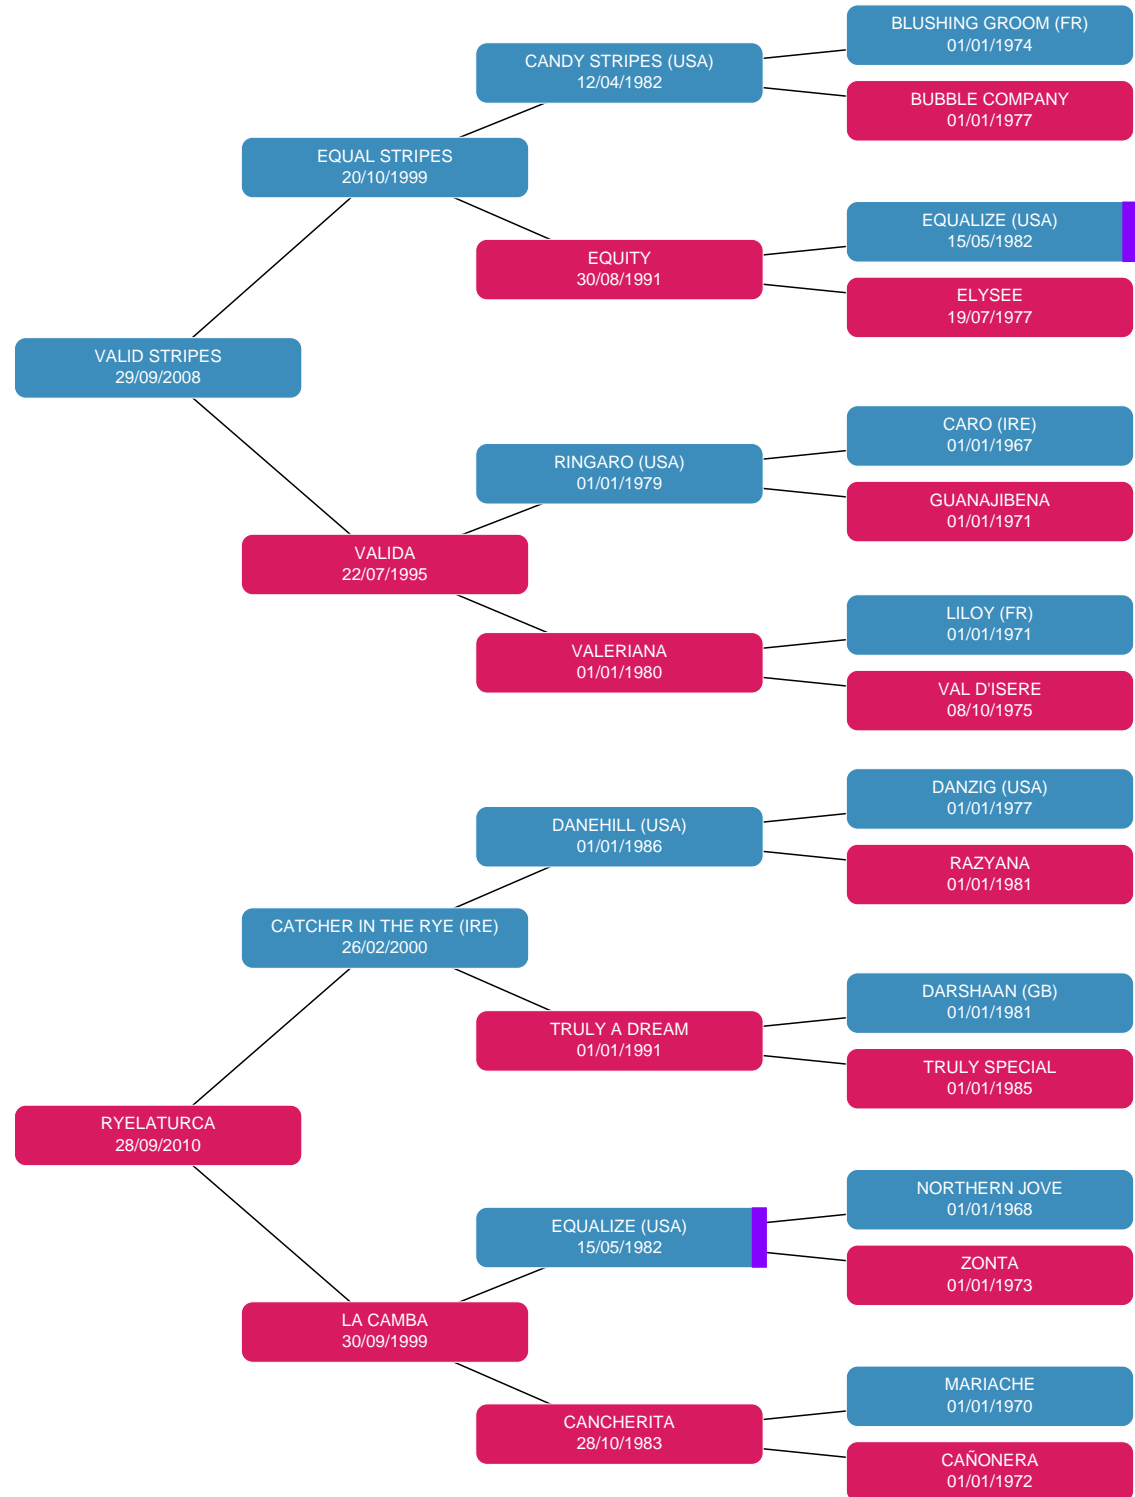 BLUSHING GROOM (FR)
01/01/1974
CANDY STRIPES (USA)
12/04/1982
BUBBLE COMPANY
01/01/1977
EQUAL STRIPES
20/10/1999
EQUALIZE (USA)
15/05/1982
EQUITY
30/08/1991
ELYSEE
19/07/1977
VALID STRIPES
29/09/2008
CARO (IRE)
01/01/1967
RINGARO (USA)
01/01/1979
GUANAJIBENA
01/01/1971
VALIDA
22/07/1995
LILOY (FR)
01/01/1971
VALERIANA
01/01/1980
VAL D'ISERE
08/10/1975
DANZIG (USA)
01/01/1977
DANEHILL (USA)
01/01/1986
RAZYANA
01/01/1981
CATCHER IN THE RYE (IRE)
26/02/2000
DARSHAAN (GB)
01/01/1981
TRULY A DREAM
01/01/1991
TRULY SPECIAL
01/01/1985
RYELATURCA
28/09/2010
NORTHERN JOVE
01/01/1968
EQUALIZE (USA)
15/05/1982
ZONTA
01/01/1973
LA CAMBA
30/09/1999
MARIACHE
01/01/1970
CANCHERITA
28/10/1983
CAÑONERA
01/01/1972